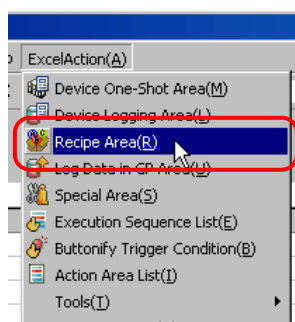 ExcelAction(A)
Device One-Shot Area(M)
Device Logging Area(L)
Recipe Area(R)
Log Data in GP Area(U)
Special Area(S)
Execution Sequence List(E)
Buttonify Trigger Condition(B)
Action Area List(I)
Tools(T)